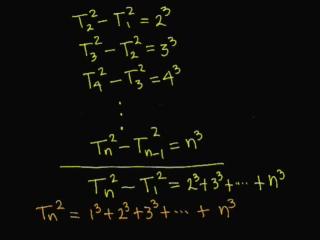 T₂² - T₁² = 2³
T₃² - T₂² = 3³
T₄² - T₃² = 4³
⋮
Tₙ² - Tₙ₋₁² = n³
Tₙ² - T₁² = 2³ + 3³ + ⋯ + n³
Tₙ² = 1³ + 2³ + 3³ + ⋯ + n³